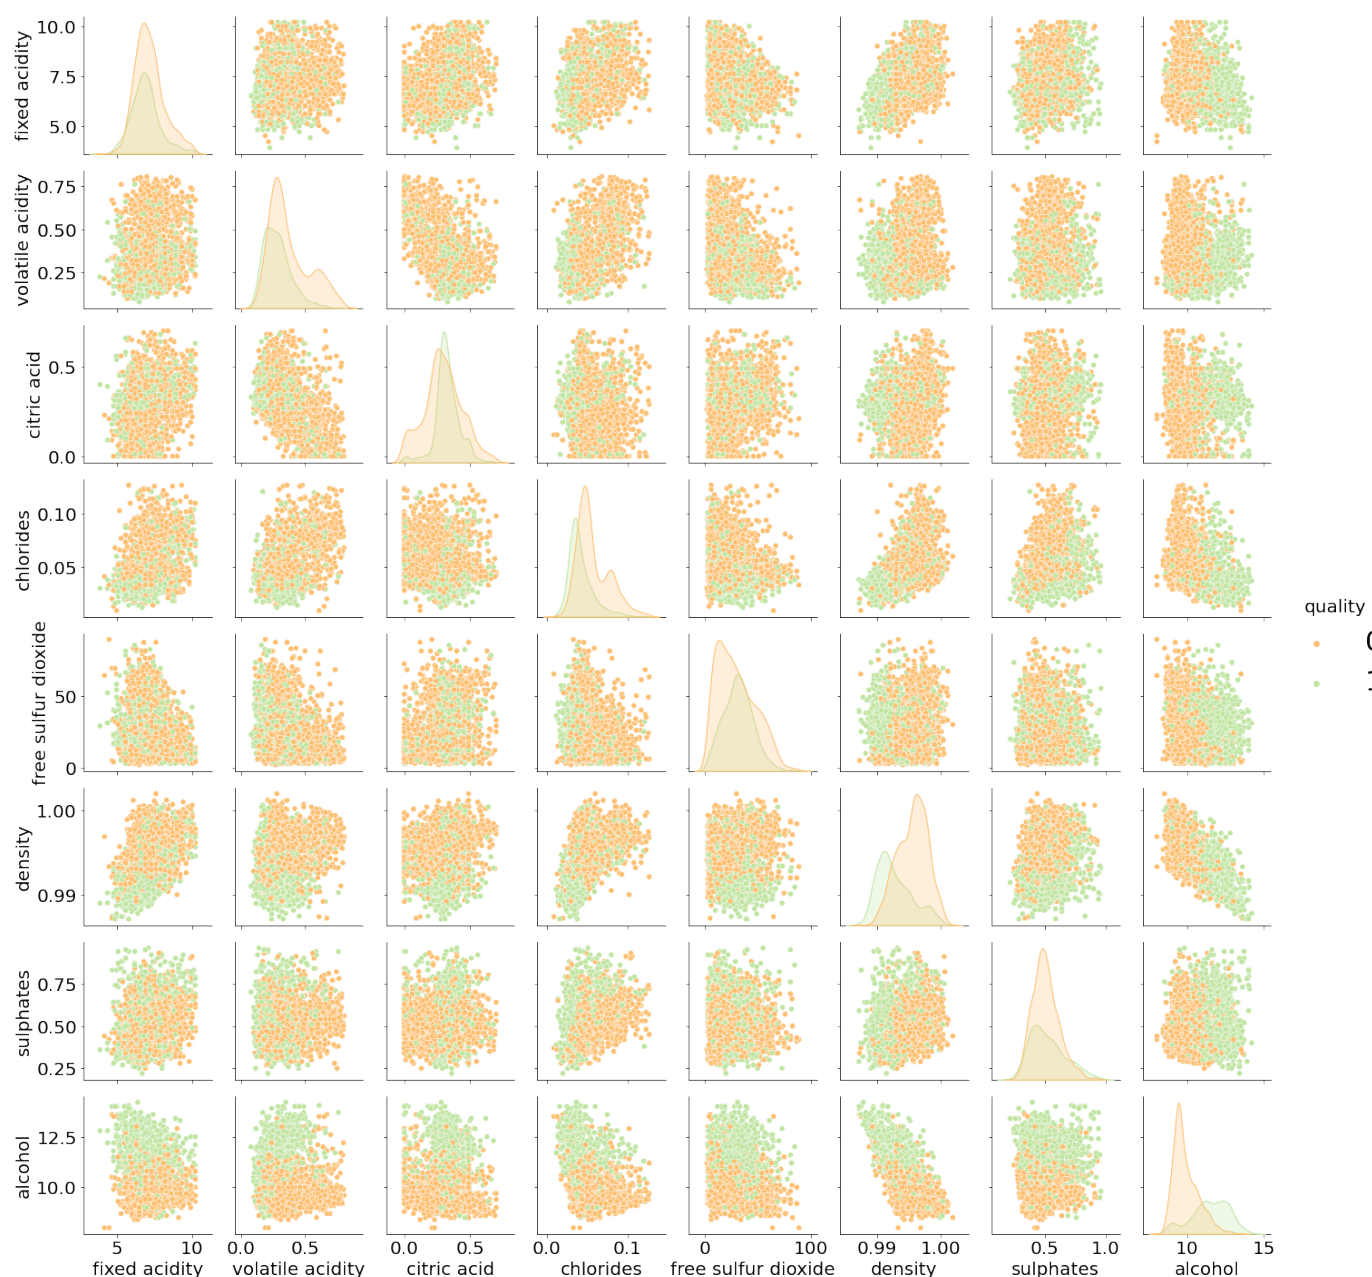 fixed acidity
10.0
7.5
5.0
volatile acidity
0.75
0.50
0.25
citric acid
0.5
0.0
chlorides
0.10
0.05
free sulfur dioxide
50
0
density
1.00
0.99
sulphates
0.75
0.50
0.25
alcohol
12.5
10.0
5 10
fixed acidity
0.0 0.5
volatile acidity
0.0 0.5
citric acid
0.0 0.1
chlorides
0 100
free sulfur dioxide
0.99 1.00
density
0.5 1.0
sulphates
10 15
alcohol
quality